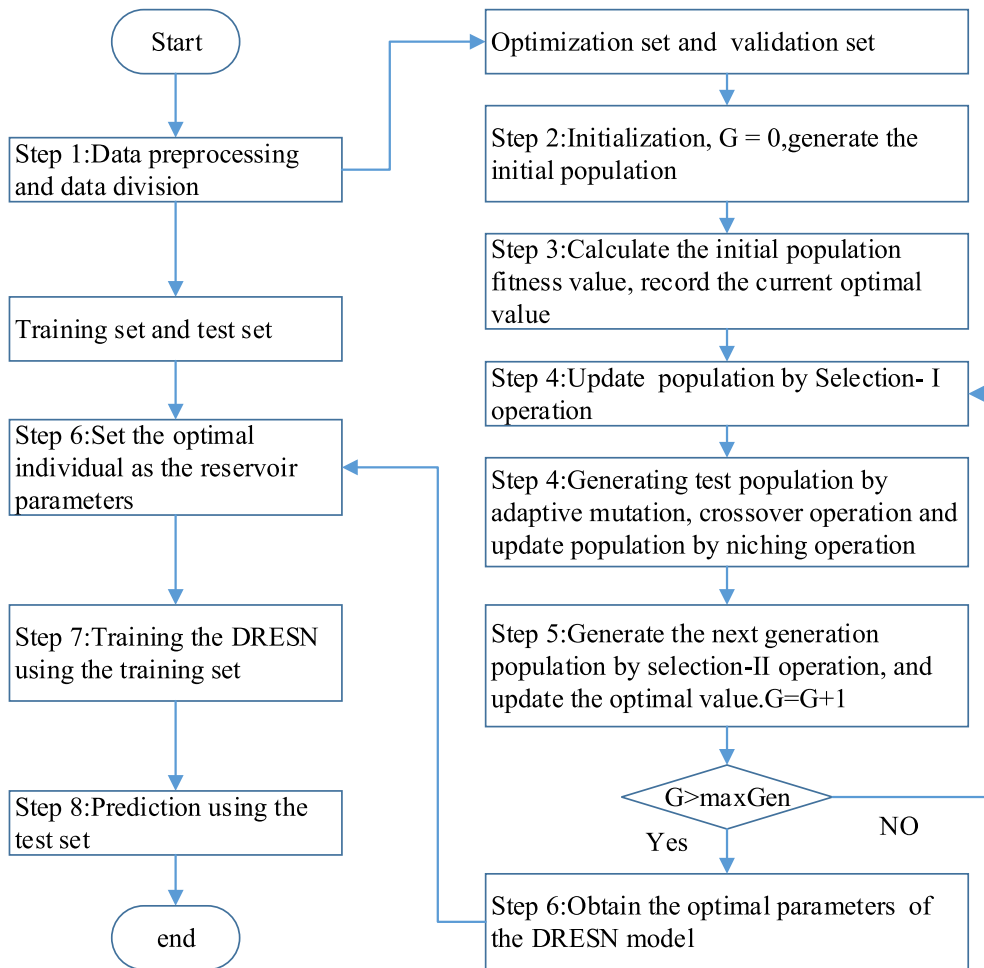 Start
Step 1:Data preprocessing
and data division
Training set and test set
Step 6:Set the optimal
individual as the reservoir
parameters
Step 7:Training the DRESN
using the training set
Step 8:Prediction using the
test set
end
Optimization set and validation set
Step 2:Initialization, G = 0,generate the
initial population
Step 3:Calculate the initial population
fitness value, record the current optimal
value
Step 4:Update population by Selection- I
operation
Step 4:Generating test population by
adaptive mutation, crossover operation and
update population by niching operation
Step 5:Generate the next generation
population by selection-II operation, and
update the optimal value.G=G+1
G>maxGen
NO
Yes
Step 6:Obtain the optimal parameters of
the DRESN model